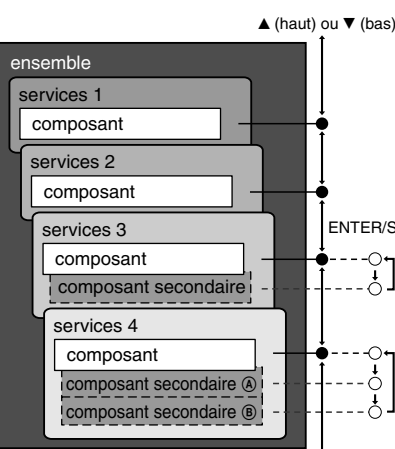 ▲ (haut) ou ▼ (bas)
ensemble
services 1
composant
services 2
composant
services 3
ENTER/S
composant
composant secondaire
services 4
composant
composant secondaire Ⓐ
composant secondaire Ⓑ